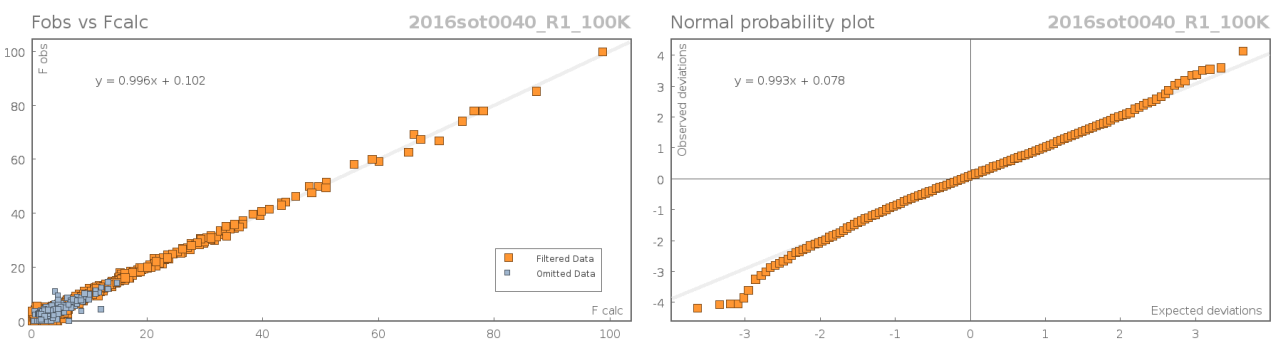 Fobs vs Fcalc
2016sot0040_R1_100K
F obs
y = 0.996x + 0.102
100
80
60
40
20
0
Filtered Data
Omitted Data
F calc
0 20 40 60 80 100
Normal probability plot
2016sot0040_R1_100K
Observed deviations
y = 0.993x + 0.078
4
3
2
1
0
-1
-2
-3
-4
Expected deviations
-3 -2 -1 0 1 2 3